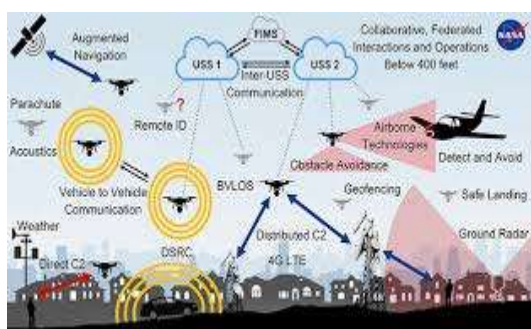 FIMS
Collaborative, Federated
Interactions and Operations
Below 400 feet
NASA
Augmented
Navigation
USS 1
USS 2
Inter-USS
Communication
Parachute
?
Remote ID
Airborne
Technologies
Acoustics
Obstacle Avoidance
Detect and Avoid
Vehicle to Vehicle
Communication
BVLOS
Geofencing
Safe Landing
Weather
DSRC
Distributed C2
Ground Radar
Direct C2
4G LTE